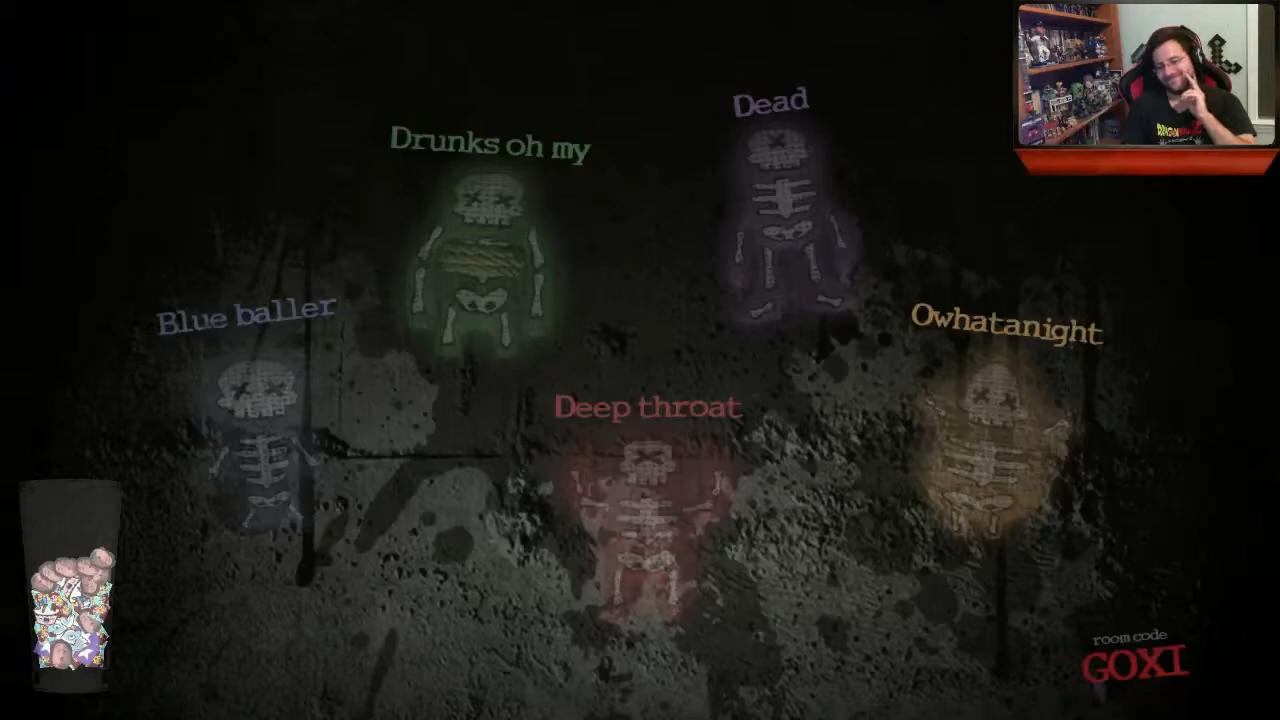 Dead
Drunks oh my
Blue baller
Owhatanight
Deep throat
room code
GOXI